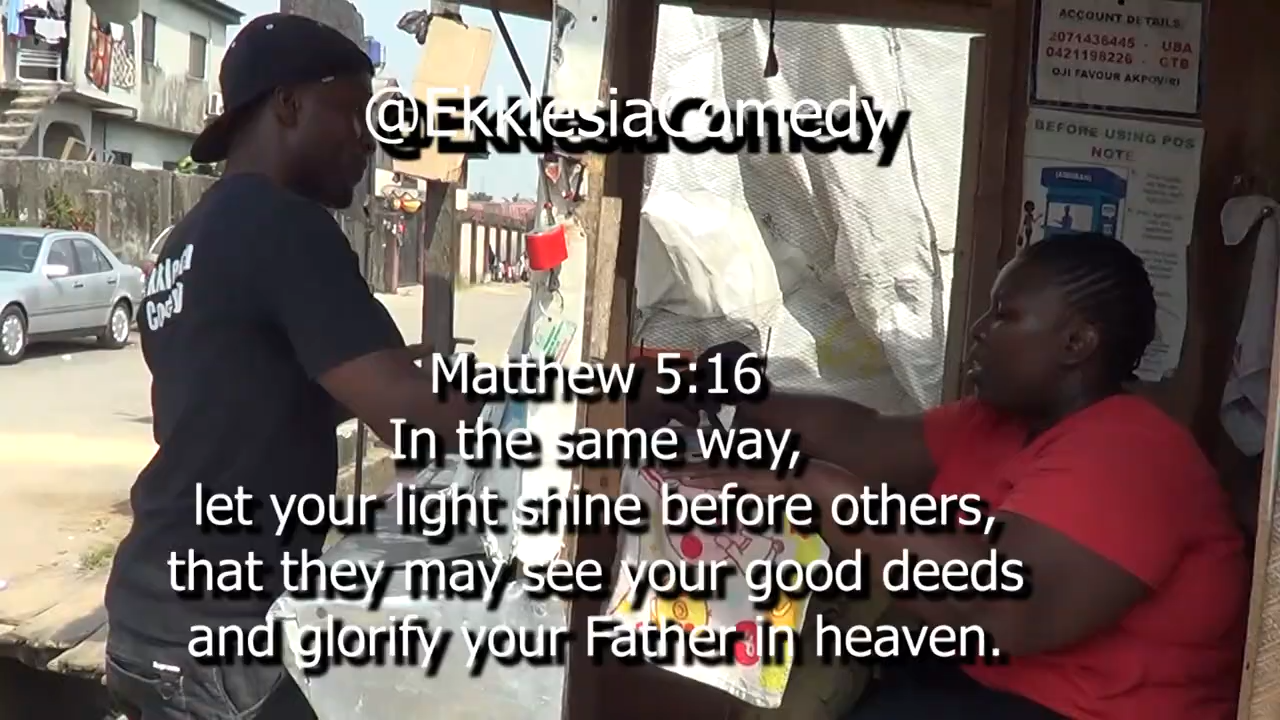 ACCOUNT DETAILS
2071436445 - UBA
0421198226 - GTB
OJI FAVOUR AKPOVIRI
@EkklesiaComedy
BEFORE USING POS
NOTE
Matthew 5:16
In the same way,
let your light shine before others,
that they may see your good deeds
and glorify your Father in heaven.